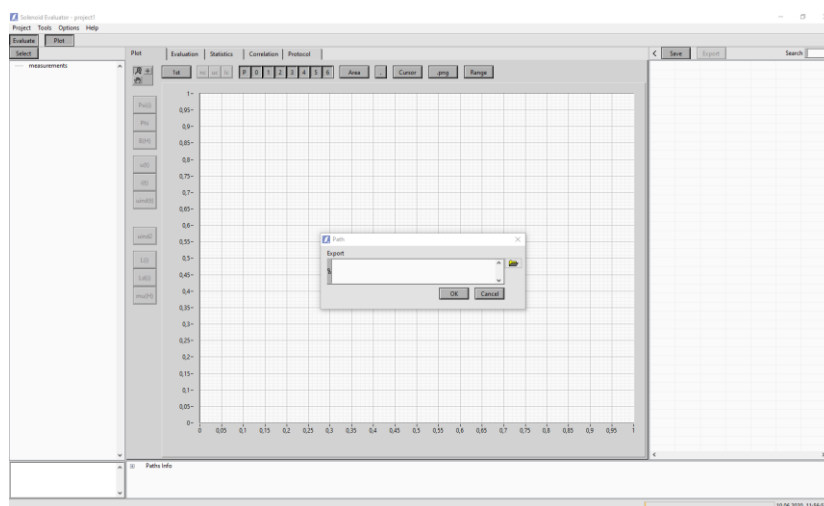 Solenoid Evaluator - project1
Project Tools Options Help
Evaluate Plot
Select
measurements
Plot Evaluation Statistics Correlation Protocol
1st P 0 1 2 3 4 5 6 Area . Cursor .png Range
< Save Export Search
Psi(i)
Phi
B(H)
u(t)
i(t)
uind(t)
L(i)
Ld(i)
mu(H)
1
0,95
0,9
0,85
0,8
0,75
0,7
0,65
0,6
0,55
0,5
0,45
0,4
0,35
0,3
0,25
0,2
0,15
0,1
0,05
0
0 0,05 0,1 0,15 0,2 0,25 0,3 0,35 0,4 0,45 0,5 0,55 0,6 0,65 0,7 0,75 0,8 0,85 0,9 0,95 1
Path
Export
OK Cancel
Paths Info